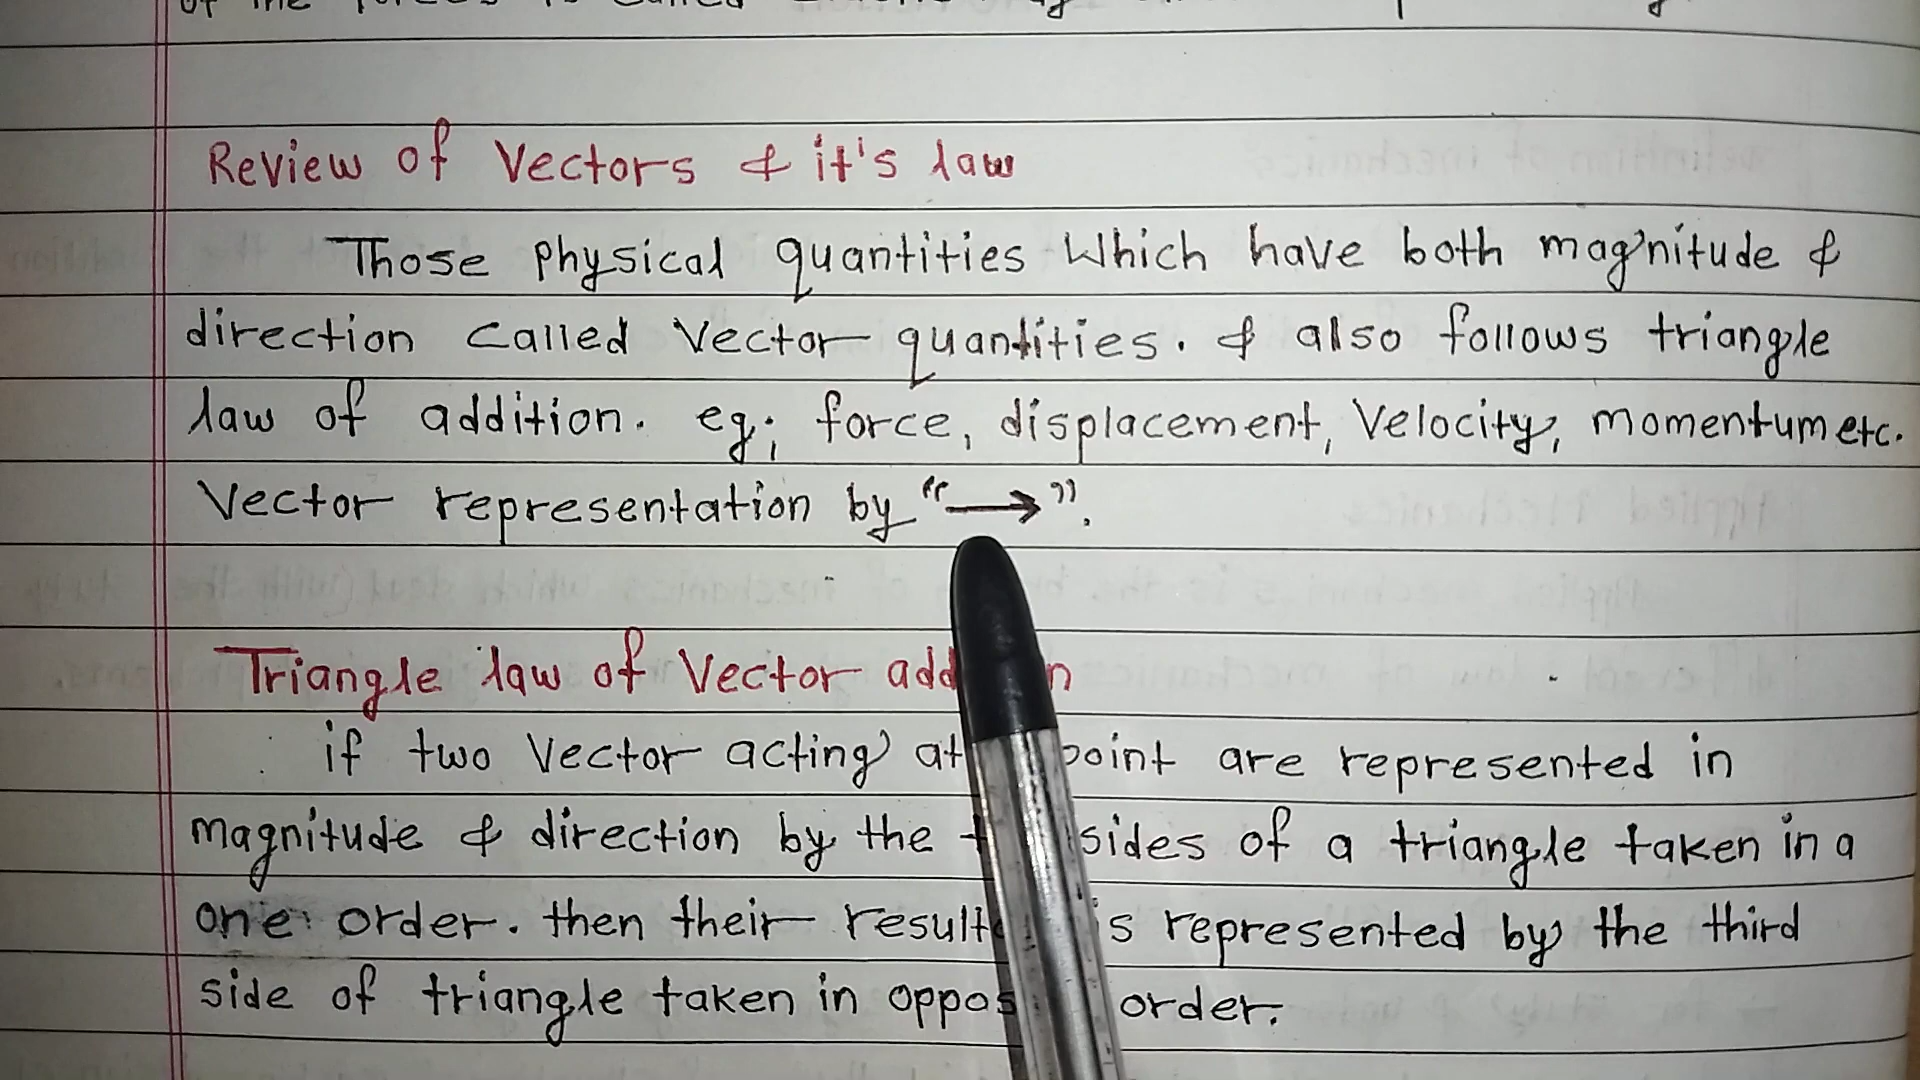 Review of Vectors & it's law
Those physical quantities Which have both magnitude &
direction Called Vector quantities. & also follows triangle
law of addition. eg; force, displacement, Velocity, momentum etc.
Vector representation by "→".
Triangle law of Vector
if two Vector acting at point are represented in
magnitude & direction by the sides of a triangle taken in a
one order. then their is represented by the third
side of triangle taken in order.